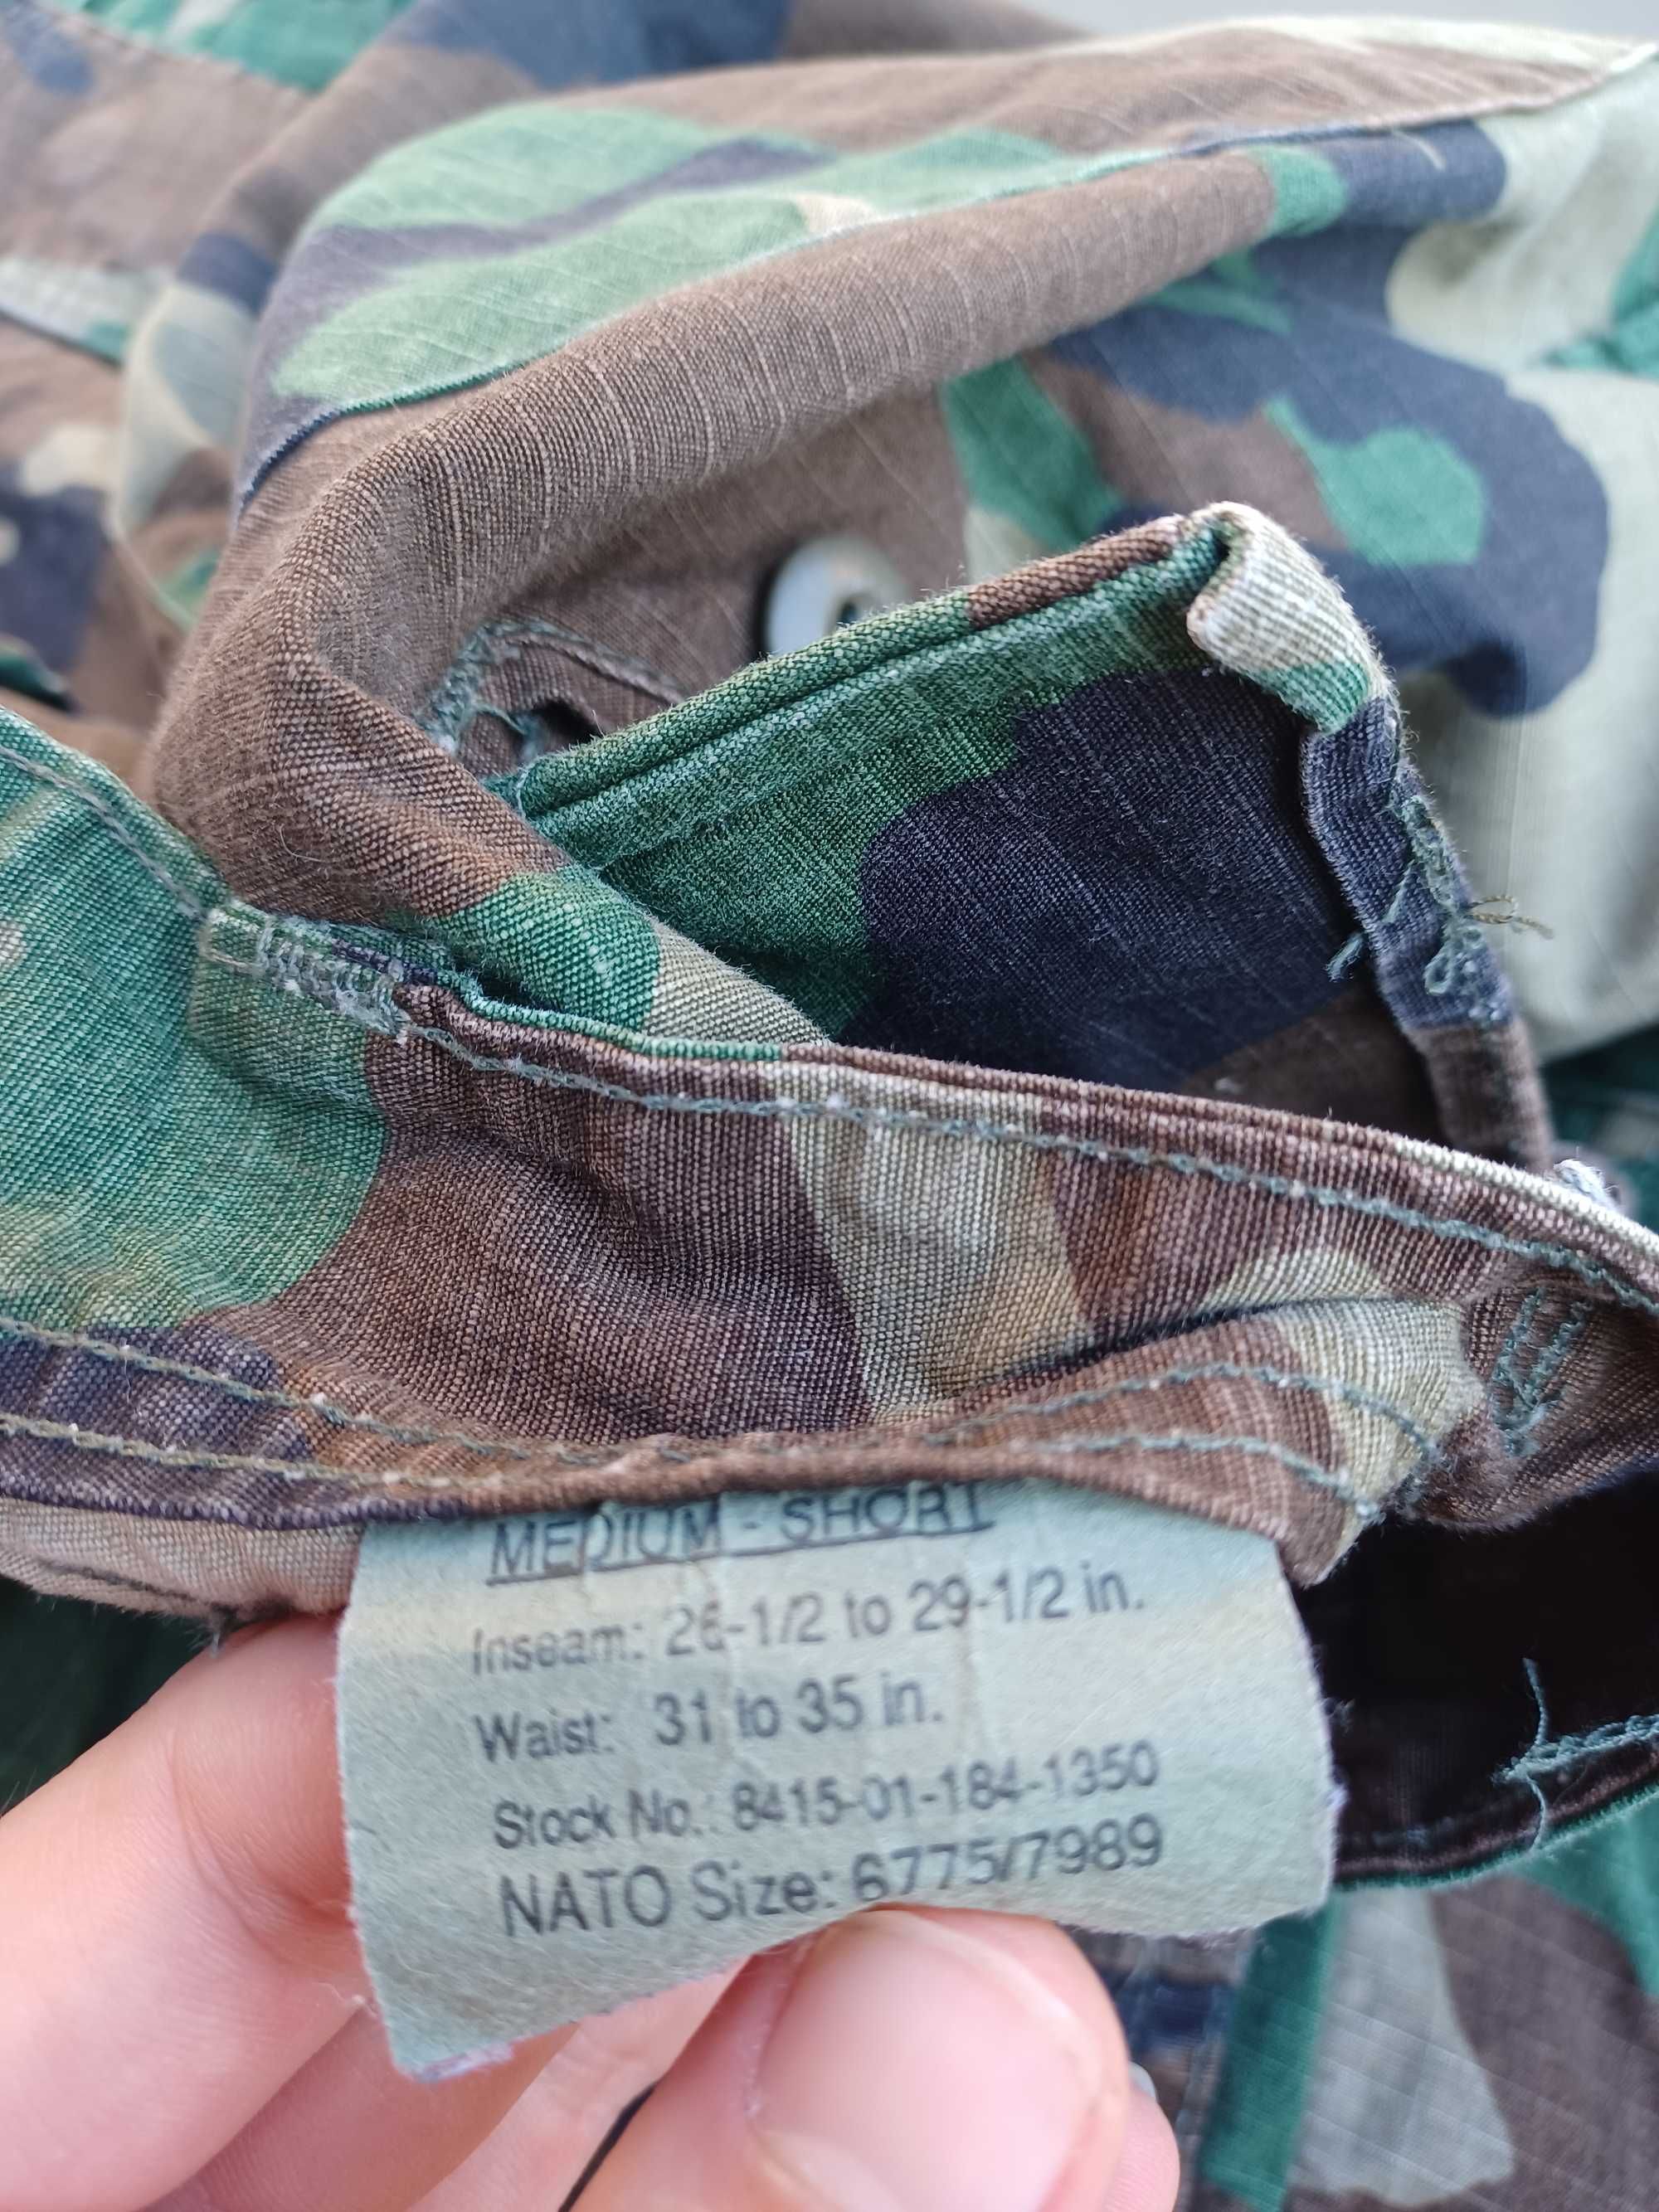 MEDIUM - SHORT
Inseam: 26-1/2 to 29-1/2 in.
Waist: 31 to 35 in.
Stock No.: 8415-01-184-1350
NATO Size: 6775/7989